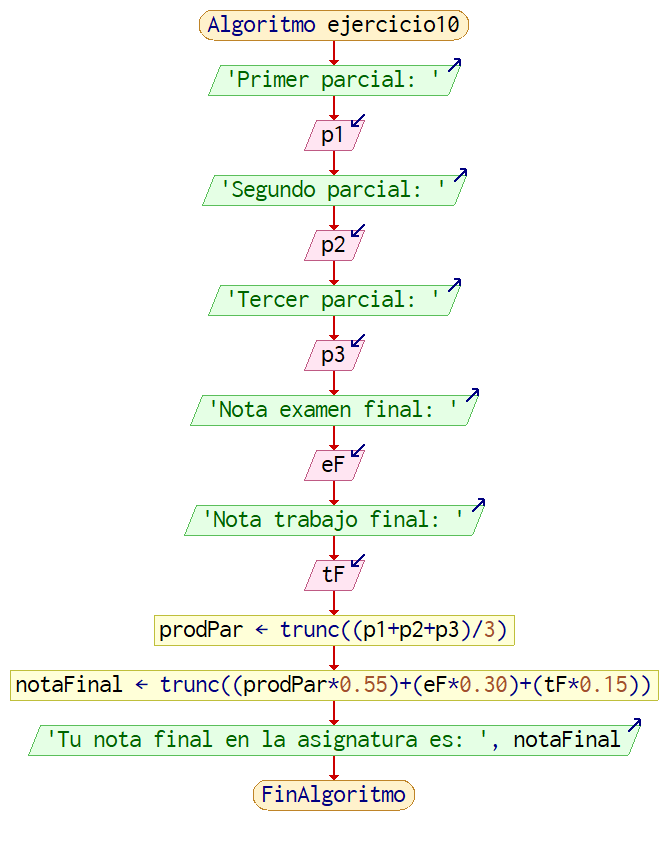 Algoritmo ejercicio10
'Primer parcial: '
p1
'Segundo parcial: '
p2
'Tercer parcial: '
p3
'Nota examen final: '
eF
'Nota trabajo final: '
tF
prodPar ← trunc((p1+p2+p3)/3)
notaFinal ← trunc((prodPar*0.55)+(eF*0.30)+(tF*0.15))
'Tu nota final en la asignatura es: ', notaFinal
FinAlgoritmo